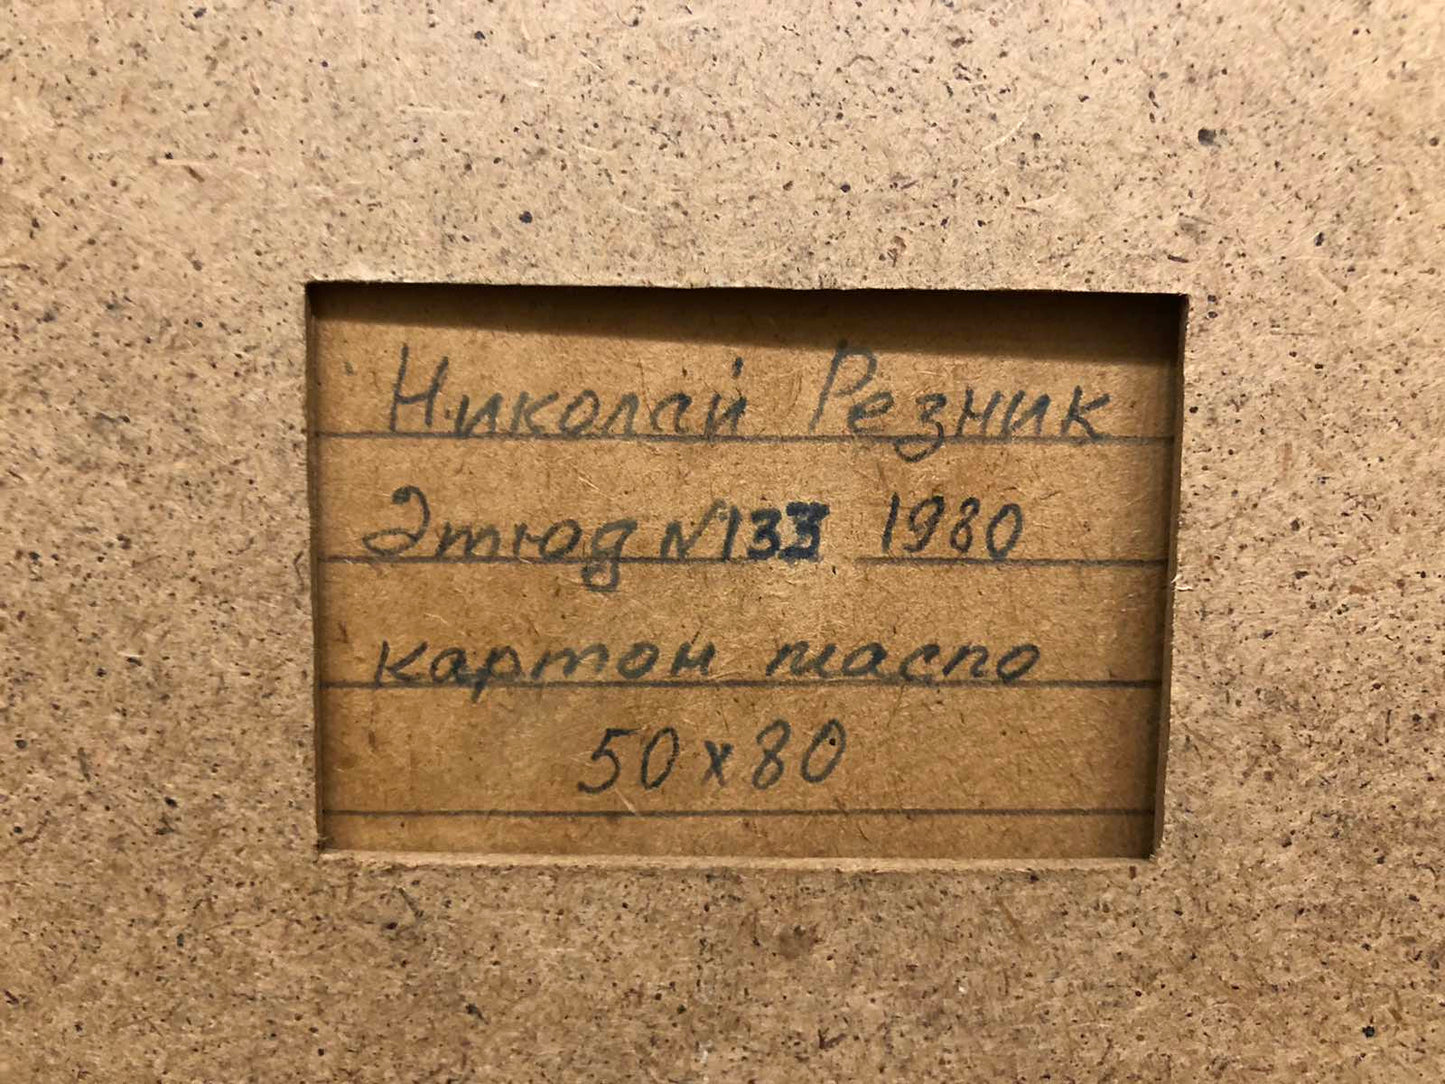 Николай Резник
Этюд №133 1980
картон масло
50х80